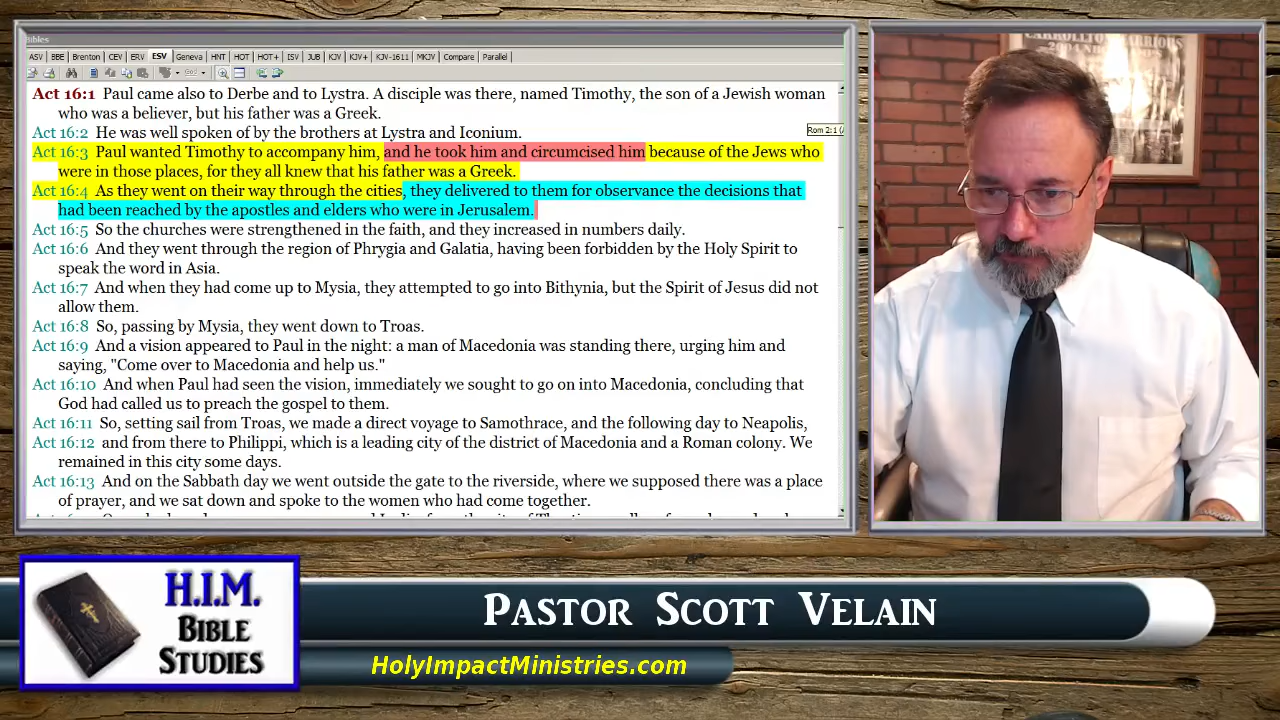 Bibles
ASV BBE Brenton CEV ERV ESV Geneva HNT HOT HOT+ ISV JUB KJV KJV+ KJV-1611 MKJV Compare Parallel
Act 16:1 Paul came also to Derbe and to Lystra. A disciple was there, named Timothy, the son of a Jewish woman
who was a believer, but his father was a Greek.
Act 16:2 He was well spoken of by the brothers at Lystra and Iconium.
Rom 2:1
Act 16:3 Paul wanted Timothy to accompany him, and he took him and circumcised him because of the Jews who
were in those places, for they all knew that his father was a Greek.
Act 16:4 As they went on their way through the cities, they delivered to them for observance the decisions that
had been reached by the apostles and elders who were in Jerusalem.
Act 16:5 So the churches were strengthened in the faith, and they increased in numbers daily.
Act 16:6 And they went through the region of Phrygia and Galatia, having been forbidden by the Holy Spirit to
speak the word in Asia.
Act 16:7 And when they had come up to Mysia, they attempted to go into Bithynia, but the Spirit of Jesus did not
allow them.
Act 16:8 So, passing by Mysia, they went down to Troas.
Act 16:9 And a vision appeared to Paul in the night: a man of Macedonia was standing there, urging him and
saying, "Come over to Macedonia and help us."
Act 16:10 And when Paul had seen the vision, immediately we sought to go on into Macedonia, concluding that
God had called us to preach the gospel to them.
Act 16:11 So, setting sail from Troas, we made a direct voyage to Samothrace, and the following day to Neapolis,
Act 16:12 and from there to Philippi, which is a leading city of the district of Macedonia and a Roman colony. We
remained in this city some days.
Act 16:13 And on the Sabbath day we went outside the gate to the riverside, where we supposed there was a place
of prayer, and we sat down and spoke to the women who had come together.
H.I.M.
BIBLE
STUDIES
PASTOR SCOTT VELAIN
HolyImpactMinistries.com